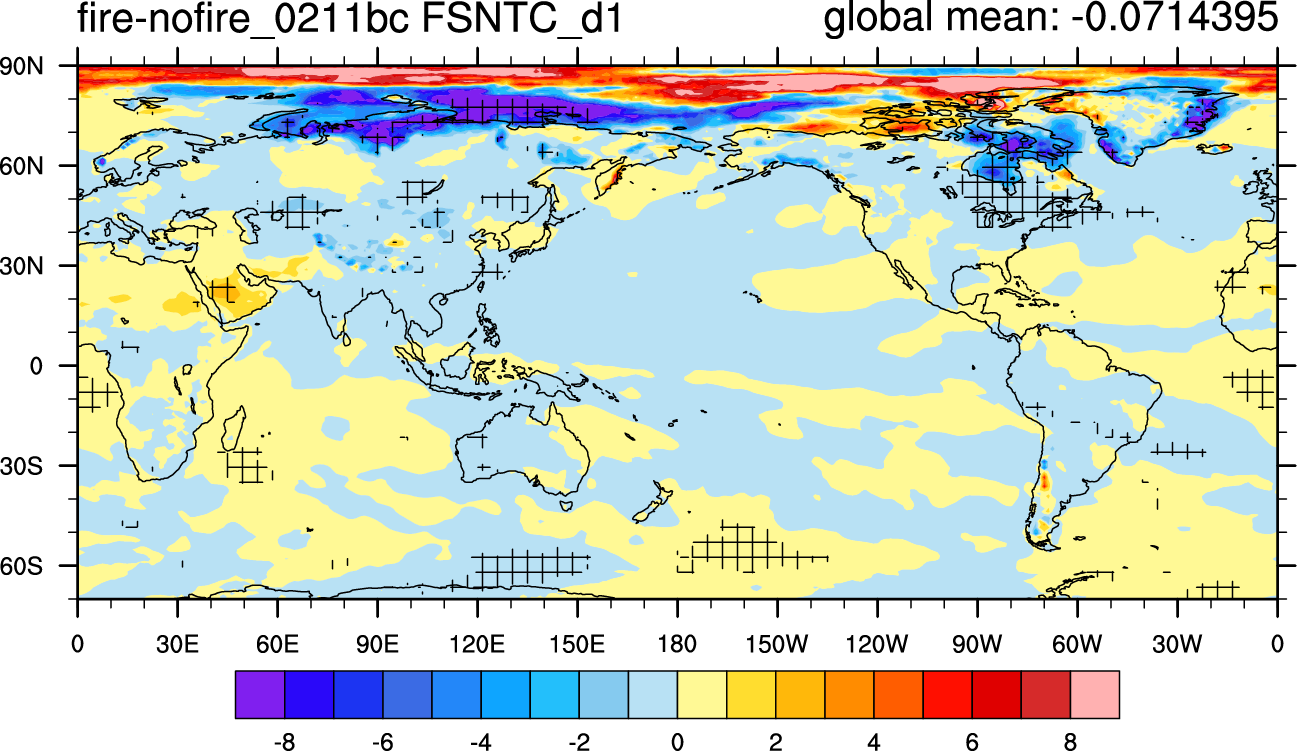 fire-nofire_0211bc FSNTC_d1 global mean: -0.0714395
90N
60N
30N
0
30S
60S
0 30E 60E 90E 120E 150E 180 150W 120W 90W 60W 30W 0
-8 -6 -4 -2 0 2 4 6 8